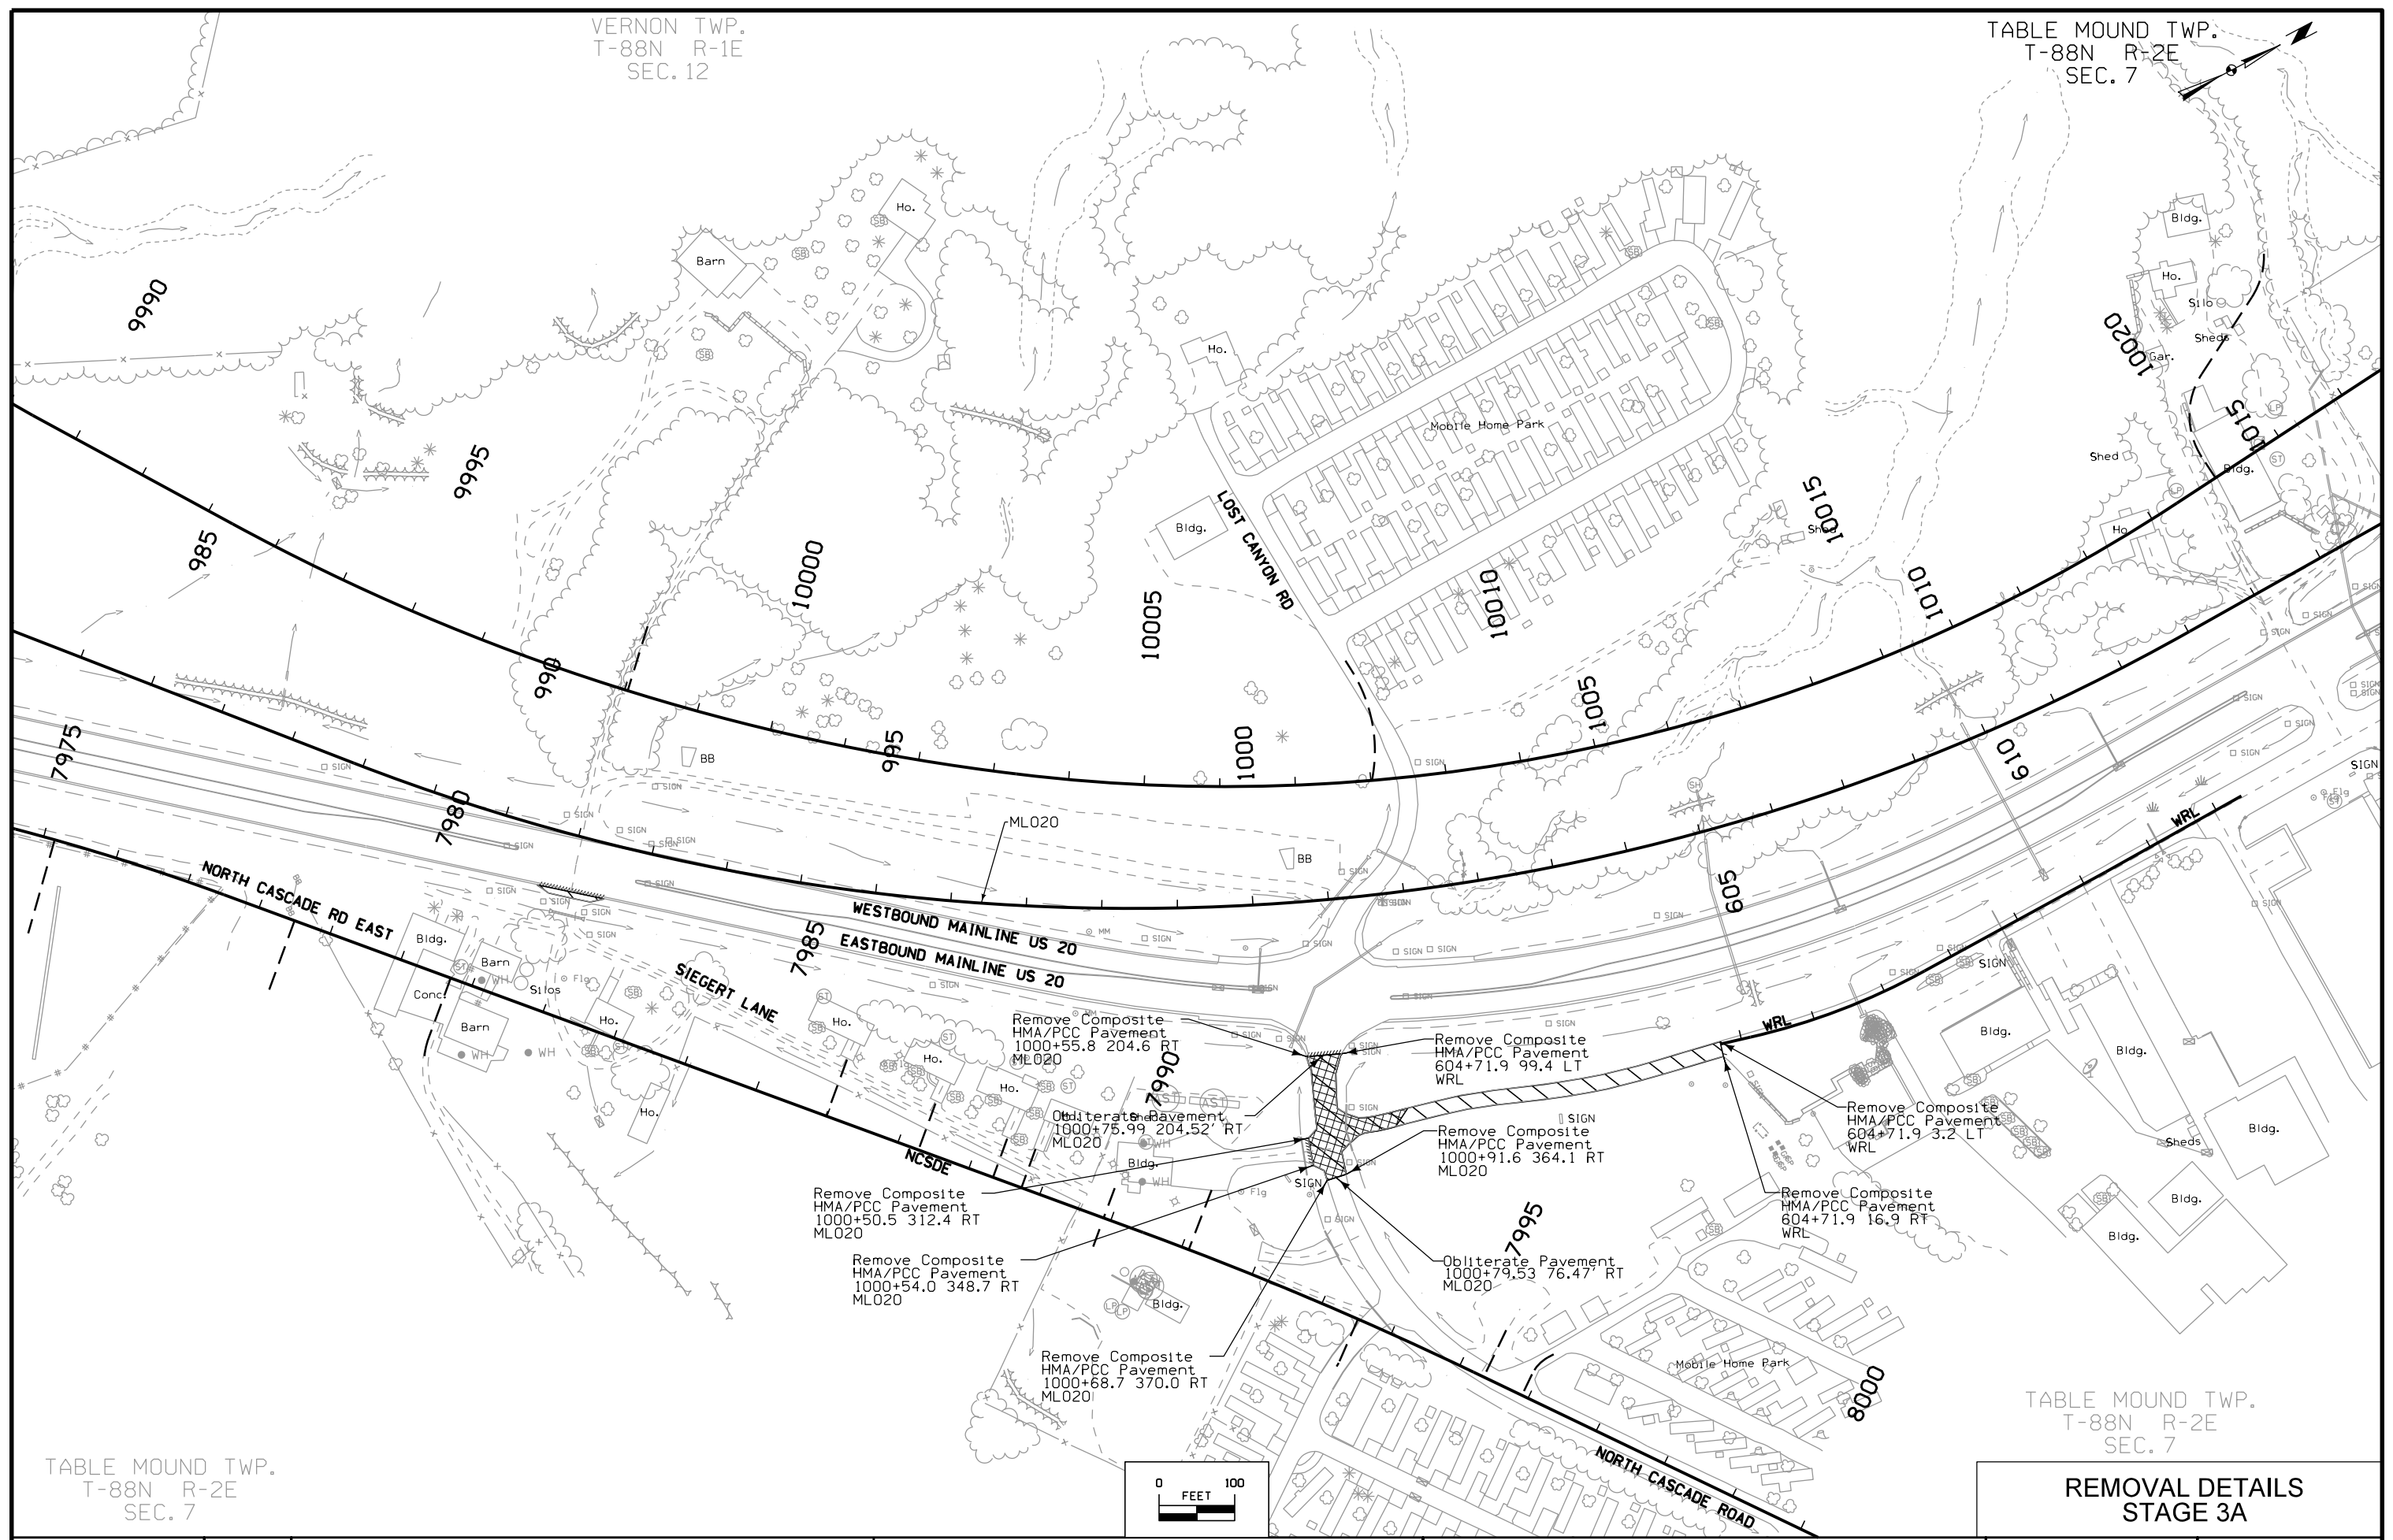 VERNON TWP.
T-88N R-1E
SEC. 12
TABLE MOUND TWP.
T-88N R-2E
SEC. 7
9990
9995
985
990
10000
995
10005
1000
LOST CANYON RD
Mobile Home Park
10010
10015
1005
1010
10020
1015
Barn
Ho.
Ho.
Bldg.
Bldg.
Ho.
Silo
Sheds
Gar.
Shed
Bldg.
Ho.
Shed
BB
BB
ML020
7975
7980
7985
7990
7995
8000
605
610
NORTH CASCADE RD EAST
SIEGERT LANE
WESTBOUND MAINLINE US 20
EASTBOUND MAINLINE US 20
NCSDE
WRL
WRL
SIGN
SIGN
SIGN
SIGN
Bldg.
Barn
Conc.
Silos
Barn
WH
WH
WH
Flg
Ho.
Ho.
Ho.
Ho.
Ho.
Bldg.
WH
WH
Bldg.
Flg
MM
Remove Composite
HMA/PCC Pavement
1000+55.8 204.6 RT
ML020
Obliterate Pavement
1000+75.99 204.52' RT
ML020
Remove Composite
HMA/PCC Pavement
604+71.9 99.4 LT
WRL
Remove Composite
HMA/PCC Pavement
1000+91.6 364.1 RT
ML020
Remove Composite
HMA/PCC Pavement
604+71.9 3.2 LT
WRL
Remove Composite
HMA/PCC Pavement
604+71.9 16.9 RT
WRL
Remove Composite
HMA/PCC Pavement
1000+50.5 312.4 RT
ML020
Remove Composite
HMA/PCC Pavement
1000+54.0 348.7 RT
ML020
Obliterate Pavement
1000+79.53 76.47' RT
ML020
Remove Composite
HMA/PCC Pavement
1000+68.7 370.0 RT
ML020
Bldg.
Bldg.
Bldg.
Sheds
Bldg.
Bldg.
Mobile Home Park
NORTH CASCADE ROAD
TABLE MOUND TWP.
T-88N R-2E
SEC. 7
TABLE MOUND TWP.
T-88N R-2E
SEC. 7
0 100
FEET
REMOVAL DETAILS
STAGE 3A